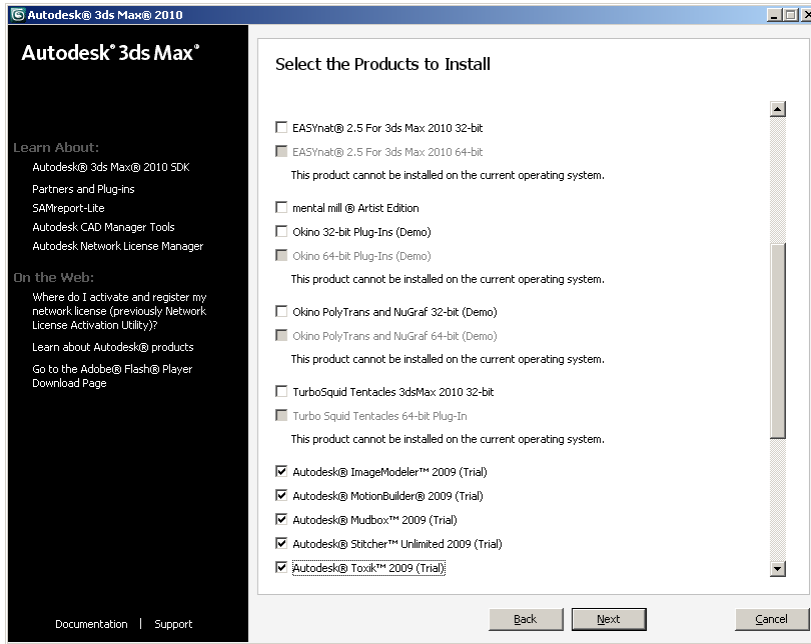 Autodesk® 3ds Max® 2010
Autodesk® 3ds Max®
Learn About:
Autodesk® 3ds Max® 2010 SDK
Partners and Plug-ins
SAMreport-Lite
Autodesk CAD Manager Tools
Autodesk Network License Manager
On the Web:
Where do I activate and register my
network license (previously Network
License Activation Utility)?
Learn about Autodesk® products
Go to the Adobe® Flash® Player
Download Page
Documentation | Support
Select the Products to Install
EASYnat® 2.5 For 3ds Max 2010 32-bit
EASYnat® 2.5 For 3ds Max 2010 64-bit
This product cannot be installed on the current operating system.
mental mill ® Artist Edition
Okino 32-bit Plug-Ins (Demo)
Okino 64-bit Plug-Ins (Demo)
This product cannot be installed on the current operating system.
Okino PolyTrans and NuGraf 32-bit (Demo)
Okino PolyTrans and NuGraf 64-bit (Demo)
This product cannot be installed on the current operating system.
TurboSquid Tentacles 3dsMax 2010 32-bit
Turbo Squid Tentacles 64-bit Plug-In
This product cannot be installed on the current operating system.
Autodesk® ImageModeler™ 2009 (Trial)
Autodesk® MotionBuilder® 2009 (Trial)
Autodesk® Mudbox™ 2009 (Trial)
Autodesk® Stitcher™ Unlimited 2009 (Trial)
Autodesk® Toxik™ 2009 (Trial)
Back Next Cancel